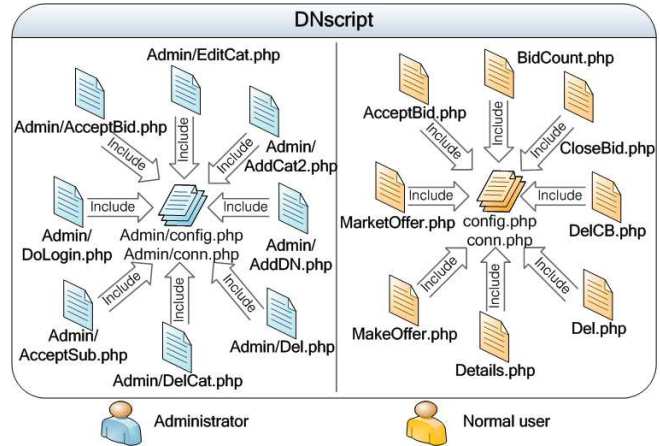 DNscript
Admin/EditCat.php
Admin/AcceptBid.php
Include
Include
Include
Admin/
AddCat2.php
Include
Include
Admin/
DoLogin.php
Admin/config.php
Admin/conn.php
Admin/
AddDN.php
Include
Include
Include
Admin/
AcceptSub.php
Admin/DelCat.php
Admin/Del.php
BidCount.php
AcceptBid.php
Include
Include
Include
CloseBid.php
Include
Include
MarketOffer.php
config.php
conn.php
DelCB.php
Include
Include
Include
MakeOffer.php
Details.php
Del.php
Administrator
Normal user